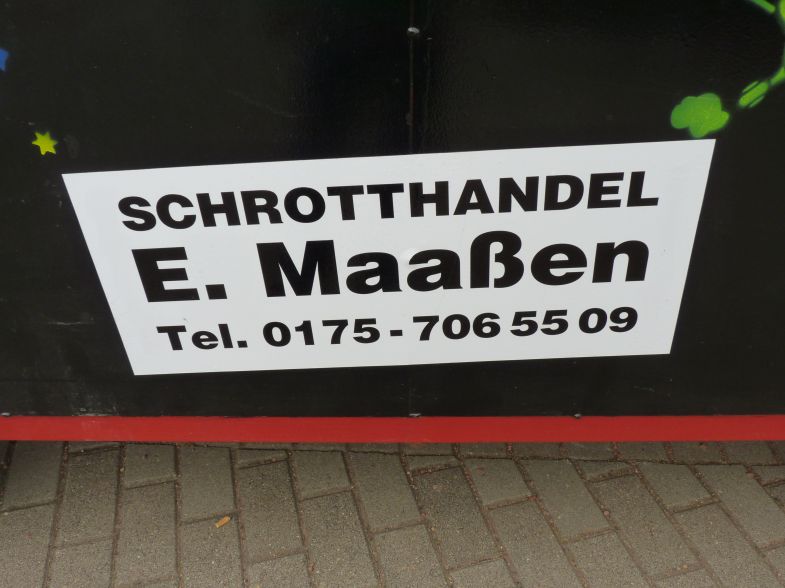 SCHROTTHANDEL
E. Maaßen
Tel. 0175-706 55 09